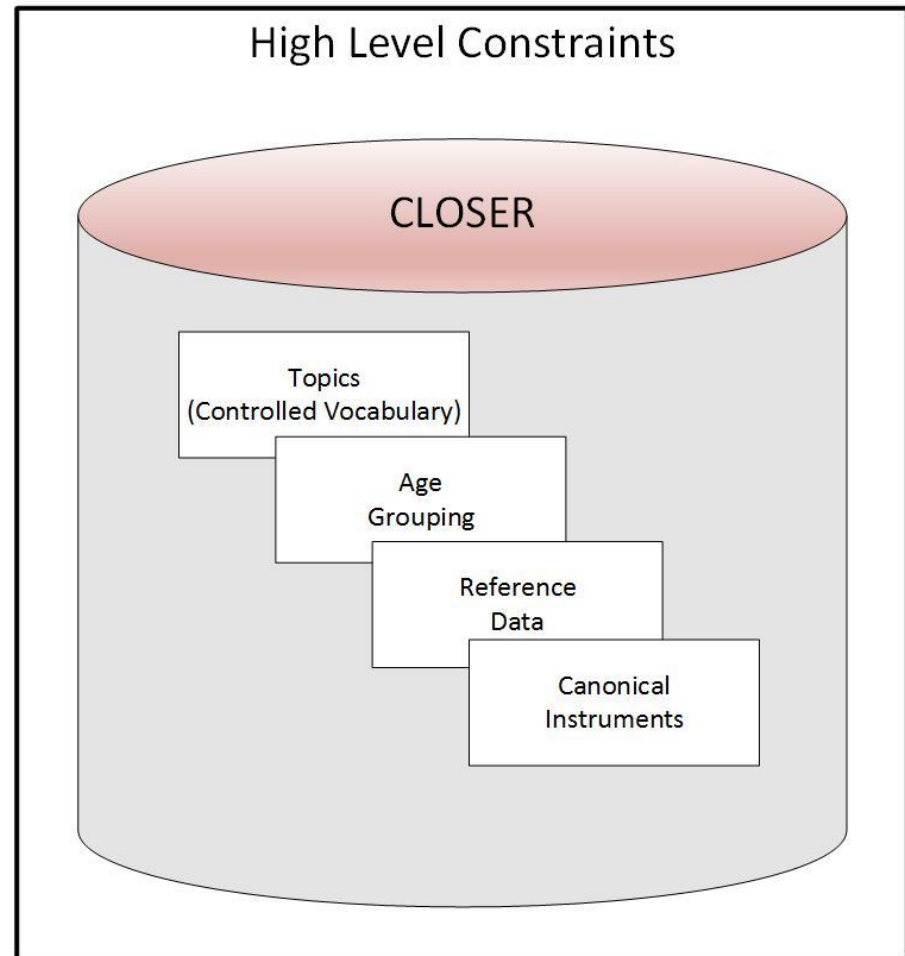 High Level Constraints
CLOSER
Topics
(Controlled Vocabulary)
Age
Grouping
Reference
Data
Canonical
Instruments